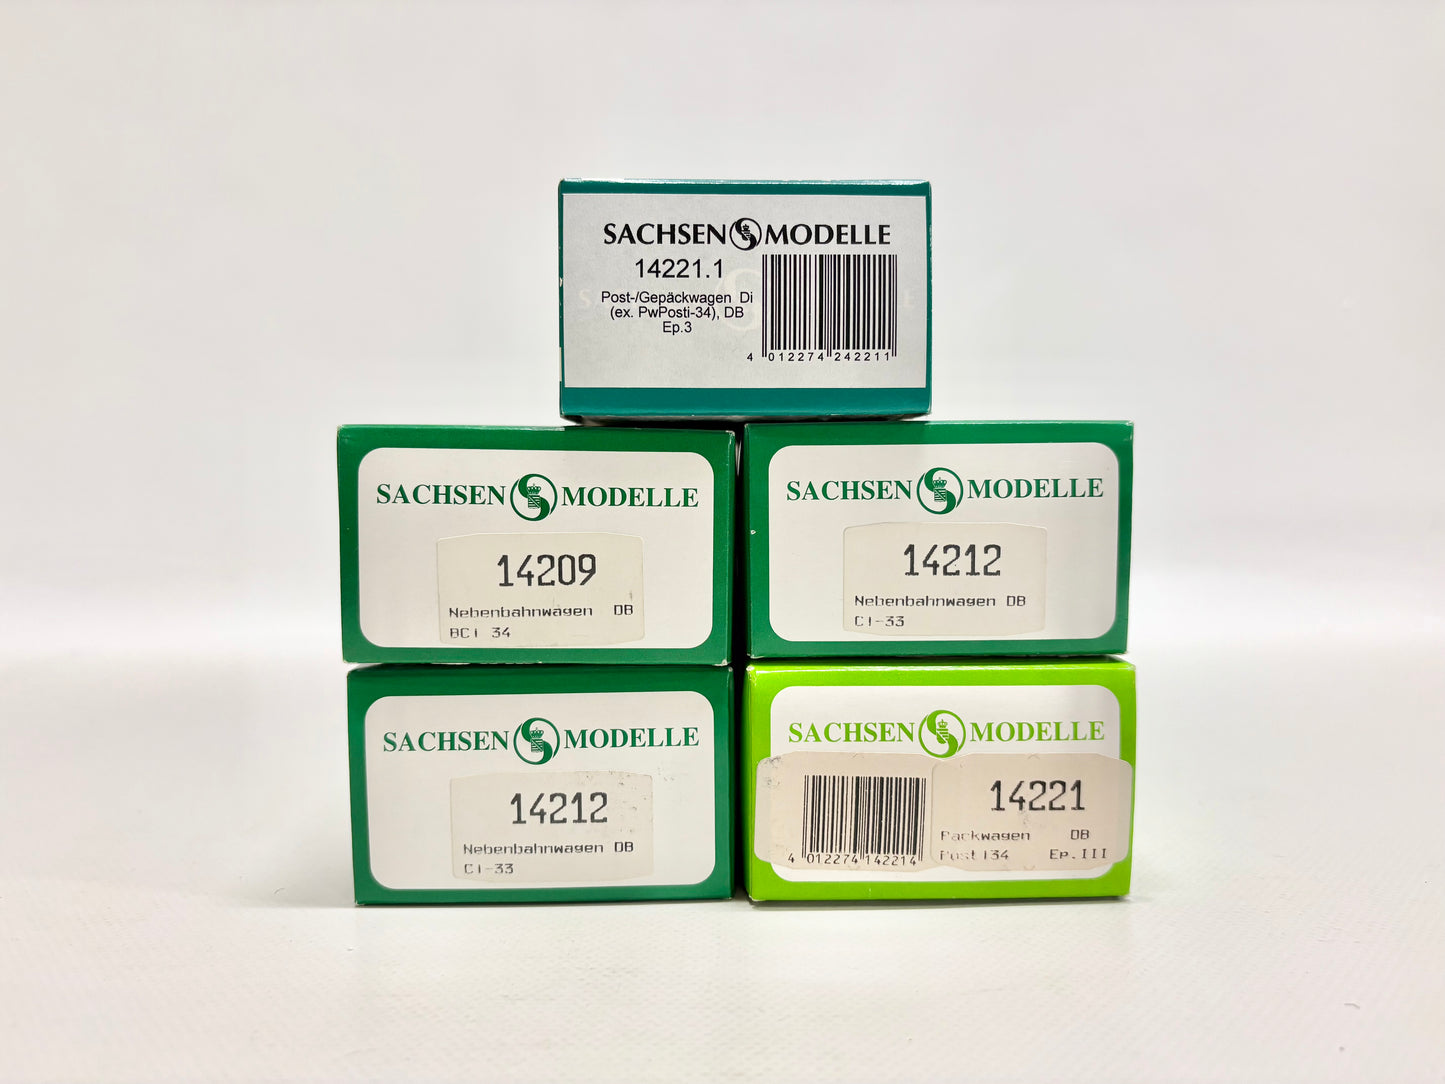 SACHSEN MODELLE
14221.1
Post-/Gepäckwagen Di
(ex. PwPosti-34), DB
Ep.3
4 012274 242211
SACHSEN MODELLE
14209
Nebenbahnwagen DB
BCi 34
SACHSEN MODELLE
14212
Nebenbahnwagen DB
Ci-33
SACHSEN MODELLE
14212
Nebenbahnwagen DB
Ci-33
SACHSEN MODELLE
14221
Packwagen DB
Posti34 Ep.III
4 012274 142214